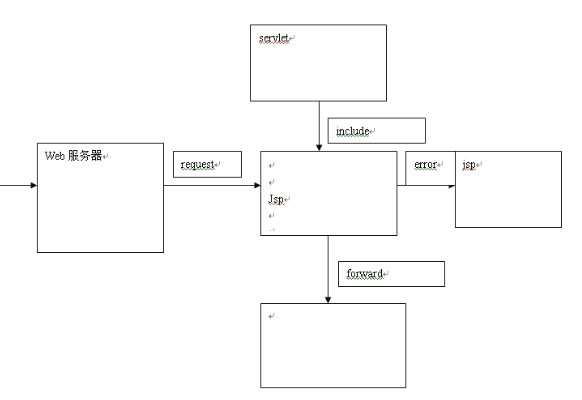 servlet
include
Web 服务器
request
Jsp
error
jsp
forward